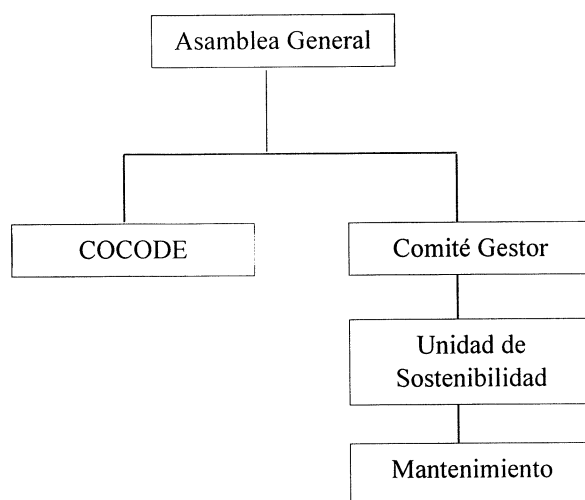 Asamblea General
COCODE
Comité Gestor
Unidad de
Sostenibilidad
Mantenimiento